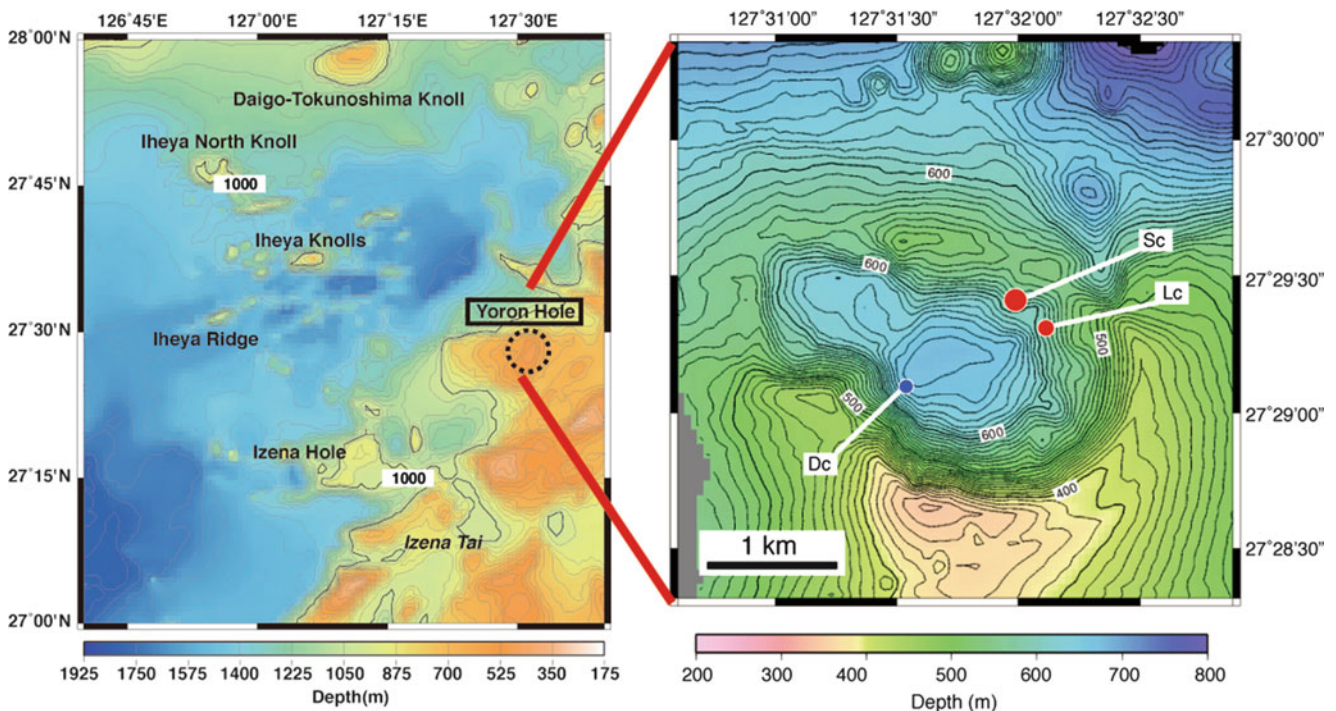 126˚45'E 127˚00' 127˚15' 127˚30'E
28˚00'N
Daigo-Tokunoshima Knoll
Iheya North Knoll
27˚45'N
1000
Iheya Knolls
Yoron Hole
27˚30'N
Iheya Ridge
Izena Hole
27˚15'N
1000
Izena Tai
27˚00'N
1925 1750 1575 1400 1225 1050 875 700 525 350 175
Depth(m)
127˚31'00” 127˚31'50” 127˚32'00” 127˚32'50”
27˚30'00”
600
Sc
600
27˚29'50”
Lc
500
500
27˚29'00”
600
Dc
400
1 km
27˚28'50”
200 300 400 500 600 700 800
Depth (m)